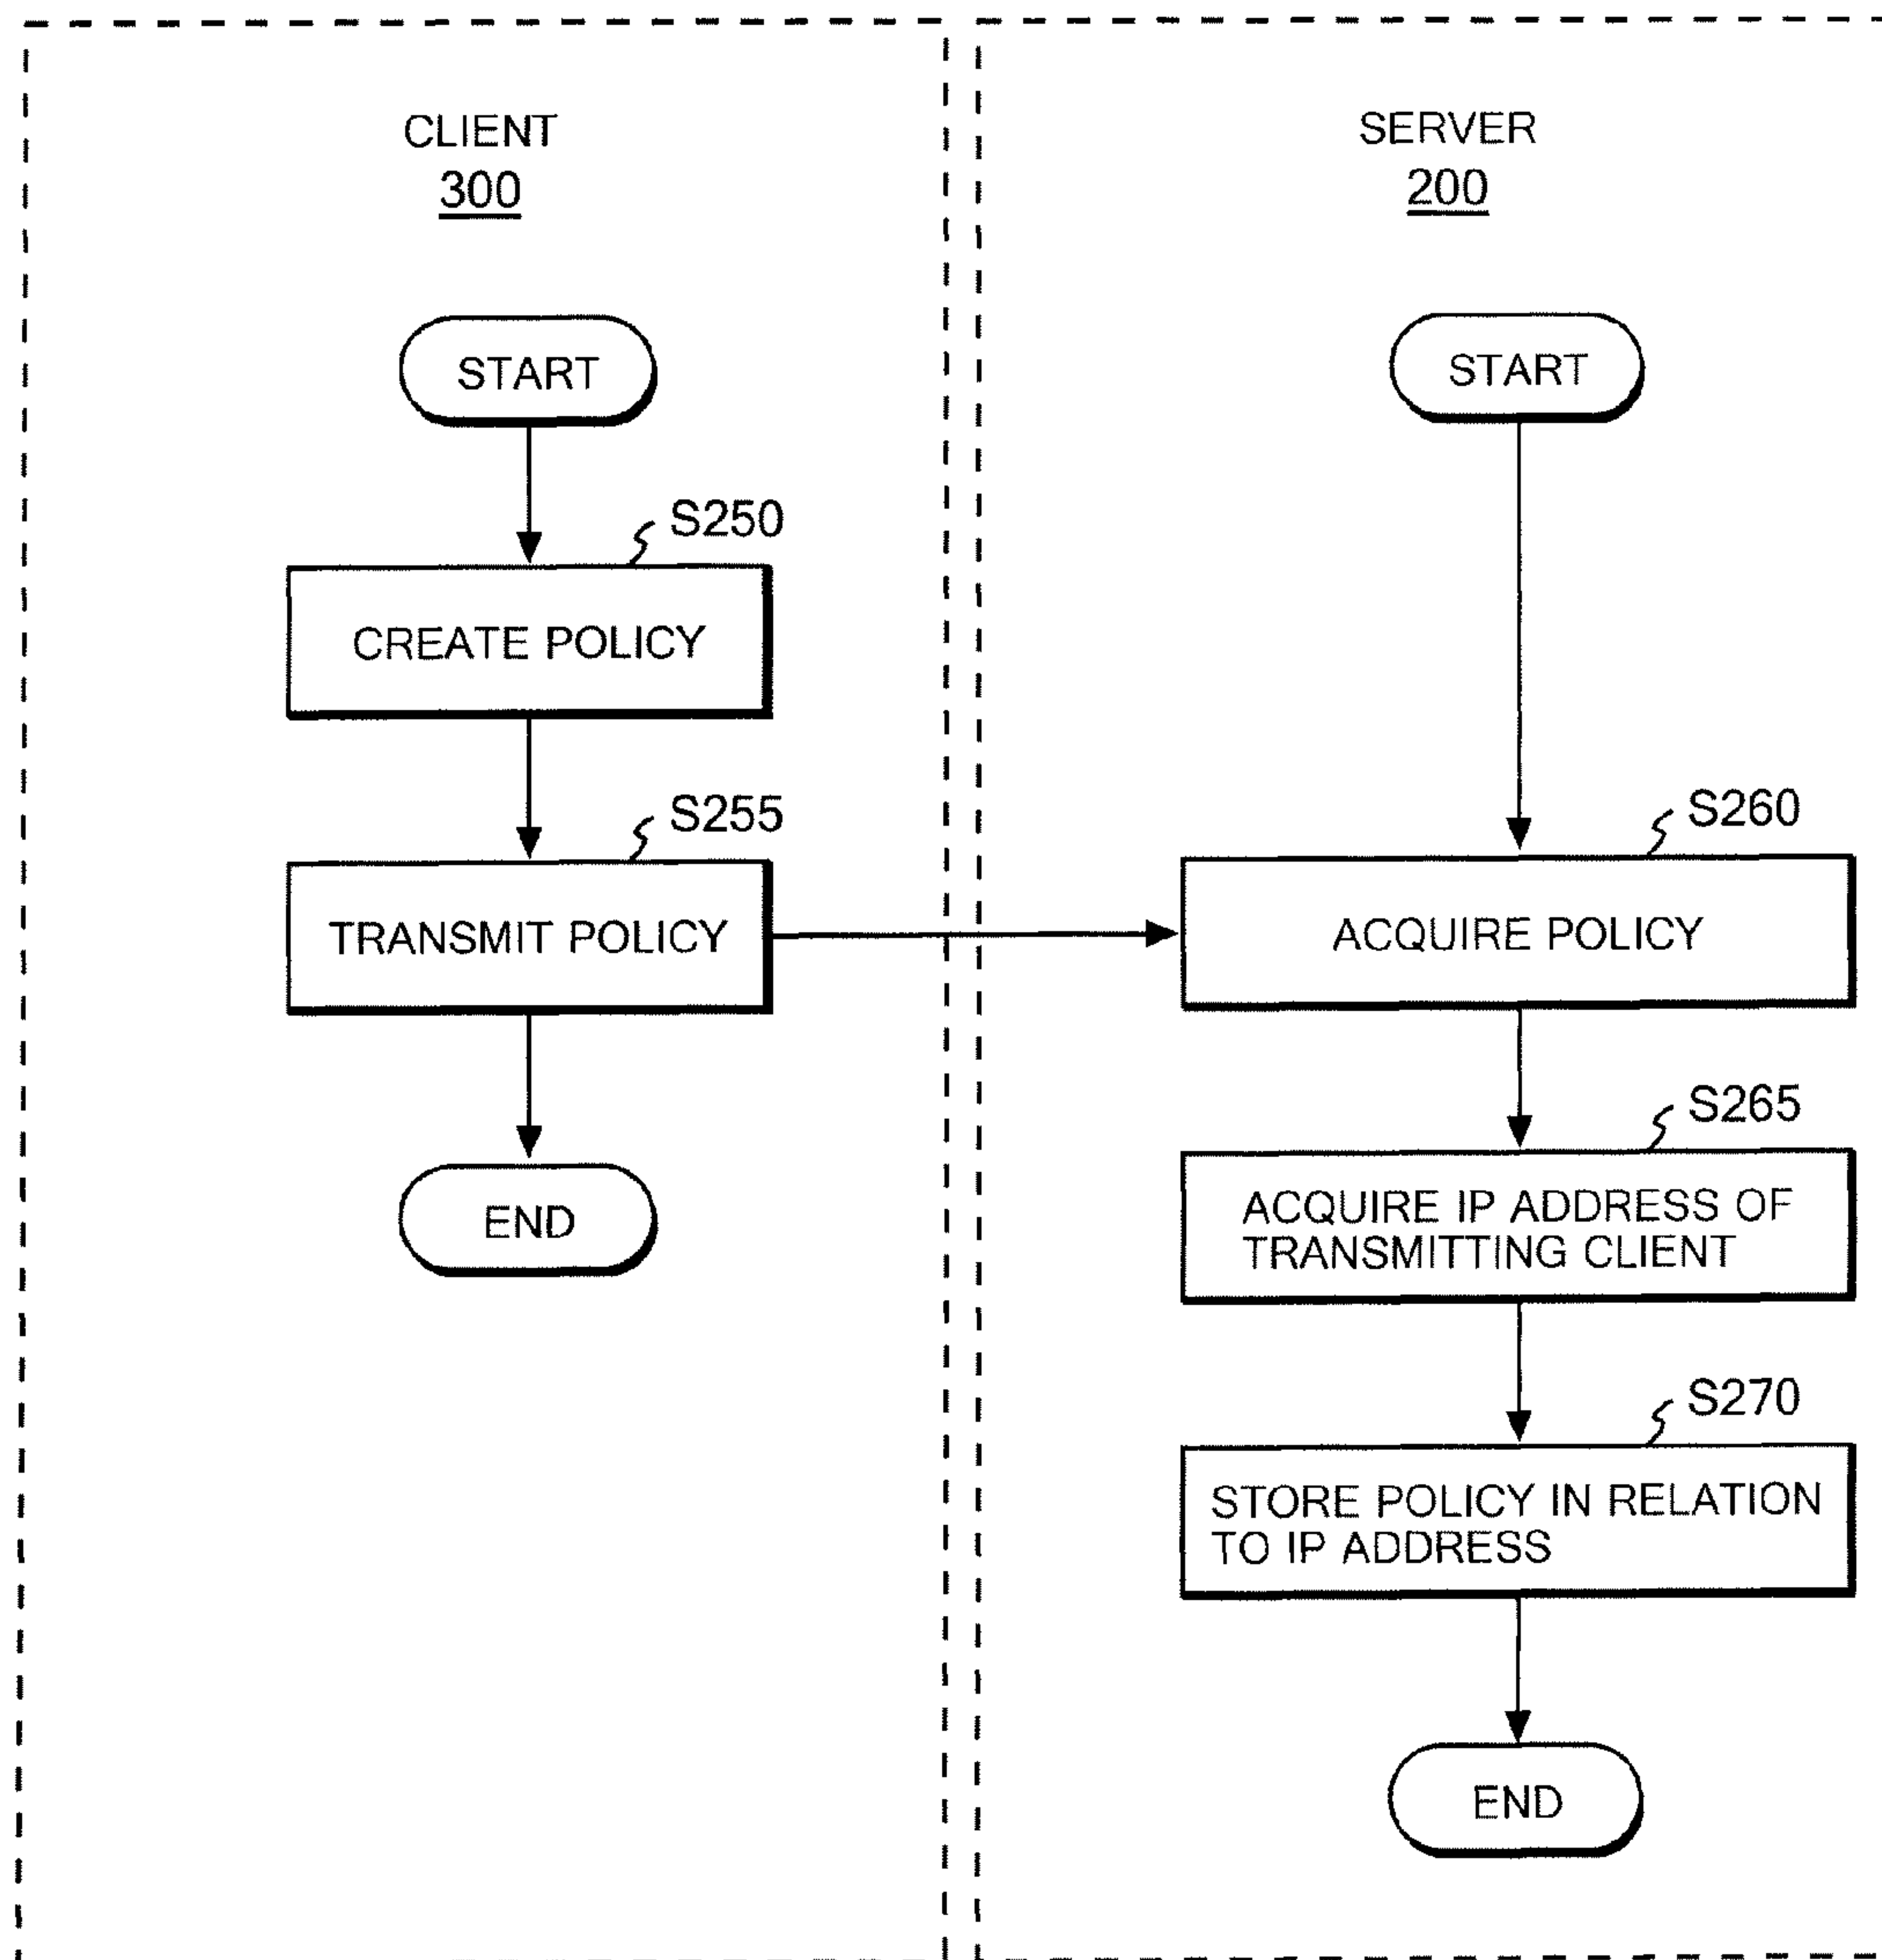 CLIENT
300
START
S250
CREATE POLICY
S255
TRANSMIT POLICY
END
SERVER
200
START
S260
ACQUIRE POLICY
S265
ACQUIRE IP ADDRESS OF
TRANSMITTING CLIENT
S270
STORE POLICY IN RELATION
TO IP ADDRESS
END